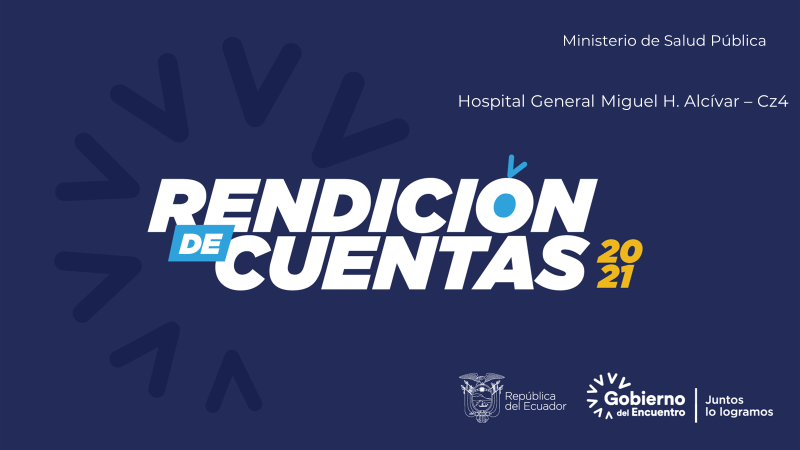 Ministerio de Salud Pública
Hospital General Miguel H. Alcívar – Cz4
RENDICIÓN
DE
CUENTAS
20
21
República
del Ecuador
Gobierno
del Encuentro
Juntos
lo logramos